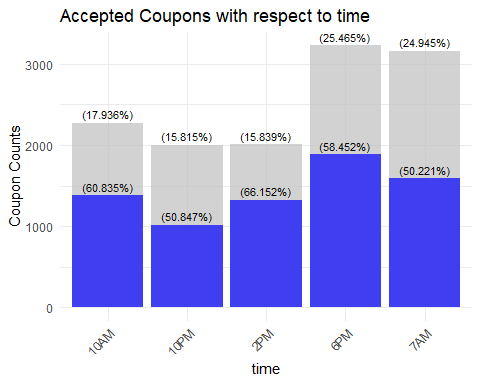 Accepted Coupons with respect to time
Coupon Counts
3000
2000
1000
0
(17.936%)
(15.815%)
(15.839%)
(25.465%)
(24.945%)
(60.835%)
(50.847%)
(66.152%)
(58.452%)
(50.221%)
10AM
10PM
2PM
6PM
7AM
time